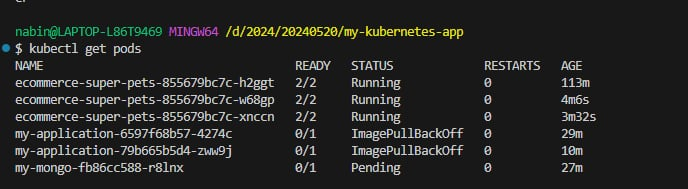 nabin@LAPTOP-L86T9469 MINGW64 /d/2024/20240520/my-kubernetes-app
$ kubectl get pods
NAME READY STATUS RESTARTS AGE
ecommerce-super-pets-855679bc7c-h2ggt 2/2 Running 0 113m
ecommerce-super-pets-855679bc7c-w68gp 2/2 Running 0 4m6s
ecommerce-super-pets-855679bc7c-xnccn 2/2 Running 0 3m32s
my-application-6597f68b57-4274c 0/1 ImagePullBackOff 0 29m
my-application-79b665b5d4-zww9j 0/1 ImagePullBackOff 0 10m
my-mongo-fb86cc588-r8lnx 0/1 Pending 0 27m